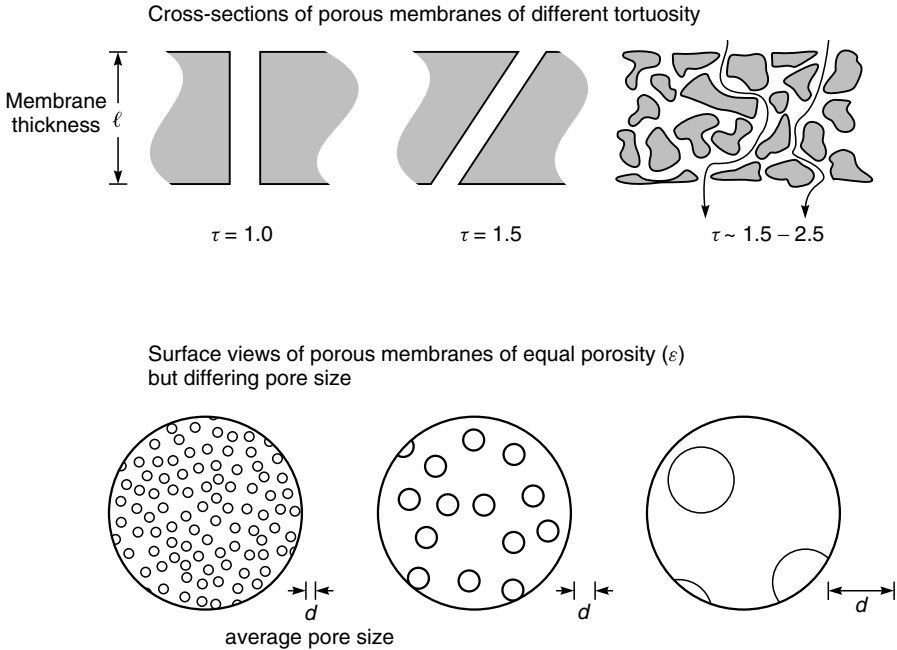 Cross-sections of porous membranes of different tortuosity
Membrane
thickness ℓ
τ = 1.0
τ = 1.5
τ ~ 1.5 – 2.5
Surface views of porous membranes of equal porosity (ε)
but differing pore size
d
d
d
average pore size